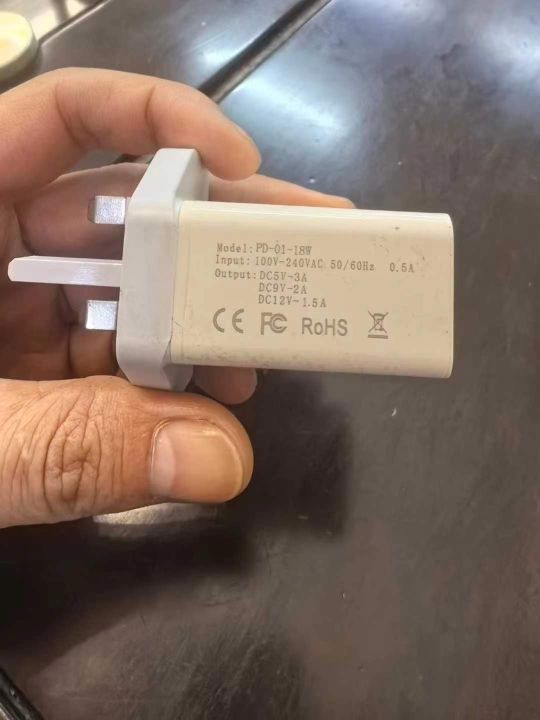 Model: PD-01-18W
Input: 100V-240VAC 50/60Hz 0.5A
Output: DC5V-3A
DC9V-2A
DC12V-1.5A
CE FC RoHS